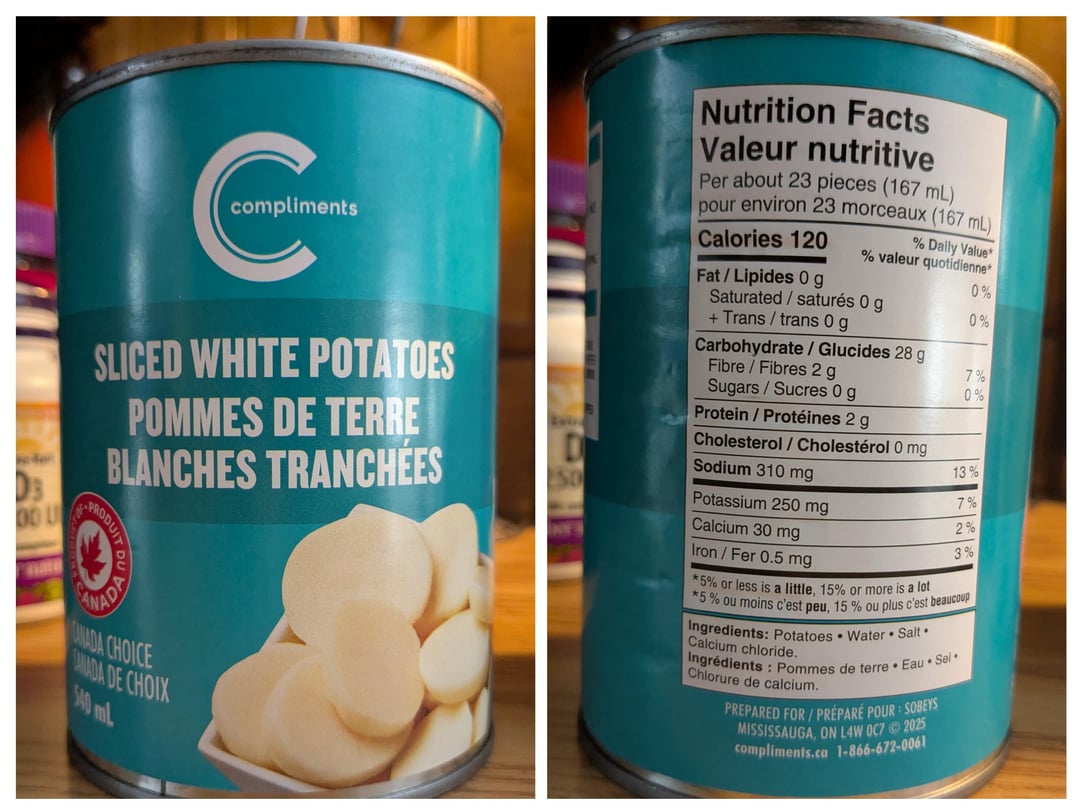 compliments
SLICED WHITE POTATOES
POMMES DE TERRE
BLANCHES TRANCHÉES
PRODUCT OF • PRODUIT DU
CANADA
CANADA CHOICE
CANADA DE CHOIX
540 mL
Nutrition Facts
Valeur nutritive
Per about 23 pieces (167 mL)
pour environ 23 morceaux (167 mL)
Calories 120
% Daily Value*
% valeur quotidienne*
Fat / Lipides 0 g 0 %
Saturated / saturés 0 g
+ Trans / trans 0 g 0 %
Carbohydrate / Glucides 28 g
Fibre / Fibres 2 g 7 %
Sugars / Sucres 0 g 0 %
Protein / Protéines 2 g
Cholesterol / Cholestérol 0 mg
Sodium 310 mg 13 %
Potassium 250 mg 7 %
Calcium 30 mg 2 %
Iron / Fer 0.5 mg 3 %
*5% or less is a little, 15% or more is a lot
*5 % ou moins c'est peu, 15 % ou plus c'est beaucoup
Ingredients: Potatoes • Water • Salt •
Calcium chloride.
Ingrédients : Pommes de terre • Eau • Sel •
Chlorure de calcium.
PREPARED FOR / PRÉPARÉ POUR : SOBEYS
MISSISSAUGA, ON L4W 0C7 © 2025
compliments.ca 1-866-672-0061